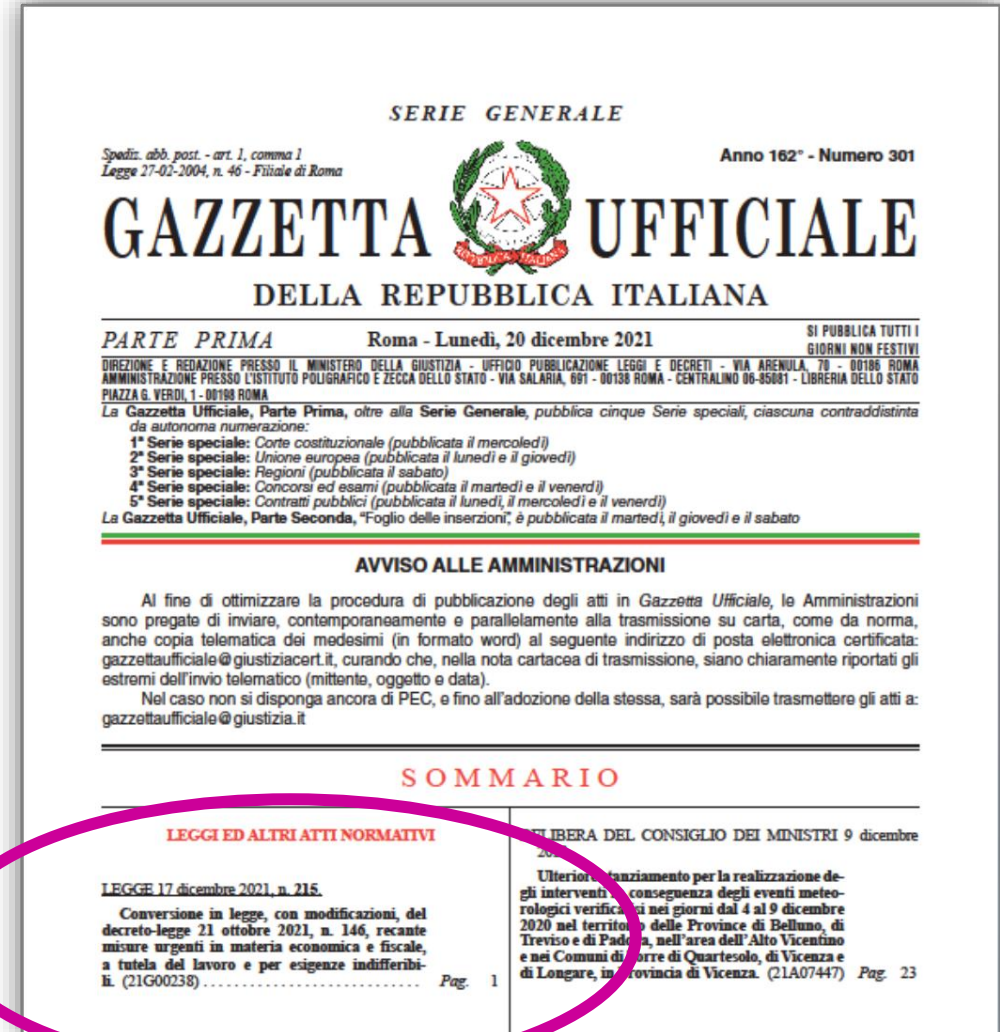 SERIE GENERALE
Spediz. abb. post. - art. 1, comma 1
Legge 27-02-2004, n. 46 - Filiale di Roma
Anno 162° - Numero 301
GAZZETTA UFFICIALE
DELLA REPUBBLICA ITALIANA
PARTE PRIMA
Roma - Lunedì, 20 dicembre 2021
SI PUBBLICA TUTTI I
GIORNI NON FESTIVI
DIREZIONE E REDAZIONE PRESSO IL MINISTERO DELLA GIUSTIZIA - UFFICIO PUBBLICAZIONE LEGGI E DECRETI - VIA ARENULA, 70 - 00186 ROMA
AMMINISTRAZIONE PRESSO L'ISTITUTO POLIGRAFICO E ZECCA DELLO STATO - VIA SALARIA, 691 - 00138 ROMA - CENTRALINO 06-85081 - LIBRERIA DELLO STATO
PIAZZA G. VERDI, 1 - 00198 ROMA
La Gazzetta Ufficiale, Parte Prima, oltre alla Serie Generale, pubblica cinque Serie speciali, ciascuna contraddistinta
da autonoma numerazione:
1ª Serie speciale: Corte costituzionale (pubblicata il mercoledì)
2ª Serie speciale: Unione europea (pubblicata il lunedì e il giovedì)
3ª Serie speciale: Regioni (pubblicata il sabato)
4ª Serie speciale: Concorsi ed esami (pubblicata il martedì e il venerdì)
5ª Serie speciale: Contratti pubblici (pubblicata il lunedì, il mercoledì e il venerdì)
La Gazzetta Ufficiale, Parte Seconda, "Foglio delle inserzioni", è pubblicata il martedì, il giovedì e il sabato
AVVISO ALLE AMMINISTRAZIONI
Al fine di ottimizzare la procedura di pubblicazione degli atti in Gazzetta Ufficiale, le Amministrazioni
sono pregate di inviare, contemporaneamente e parallelamente alla trasmissione su carta, come da norma,
anche copia telematica dei medesimi (in formato word) al seguente indirizzo di posta elettronica certificata:
gazzettaufficiale@giustiziacert.it, curando che, nella nota cartacea di trasmissione, siano chiaramente riportati gli
estremi dell'invio telematico (mittente, oggetto e data).
Nel caso non si disponga ancora di PEC, e fino all'adozione della stessa, sarà possibile trasmettere gli atti a:
gazzettaufficiale@giustizia.it
SOMMARIO
LEGGI ED ALTRI ATTI NORMATIVI
LEGGE 17 dicembre 2021, n. 215.
Conversione in legge, con modificazioni, del
decreto-legge 21 ottobre 2021, n. 146, recante
misure urgenti in materia economica e fiscale,
a tutela del lavoro e per esigenze indifferibi-
li. (21G00238) . . . . . . . . . . . . . . . . . . . . . . . . . . . . Pag. 1
DELIBERA DEL CONSIGLIO DEI MINISTRI 9 dicembre
Ulteriore stanziamento per la realizzazione de-
gli interventi in conseguenza degli eventi meteo-
rologici verificatisi nei giorni dal 4 al 9 dicembre
2020 nel territorio delle Province di Belluno, di
Treviso e di Padova, nell'area dell'Alto Vicentino
e nei Comuni di Torre di Quartesolo, di Vicenza e
di Longare, in Provincia di Vicenza. (21A07447) Pag. 23